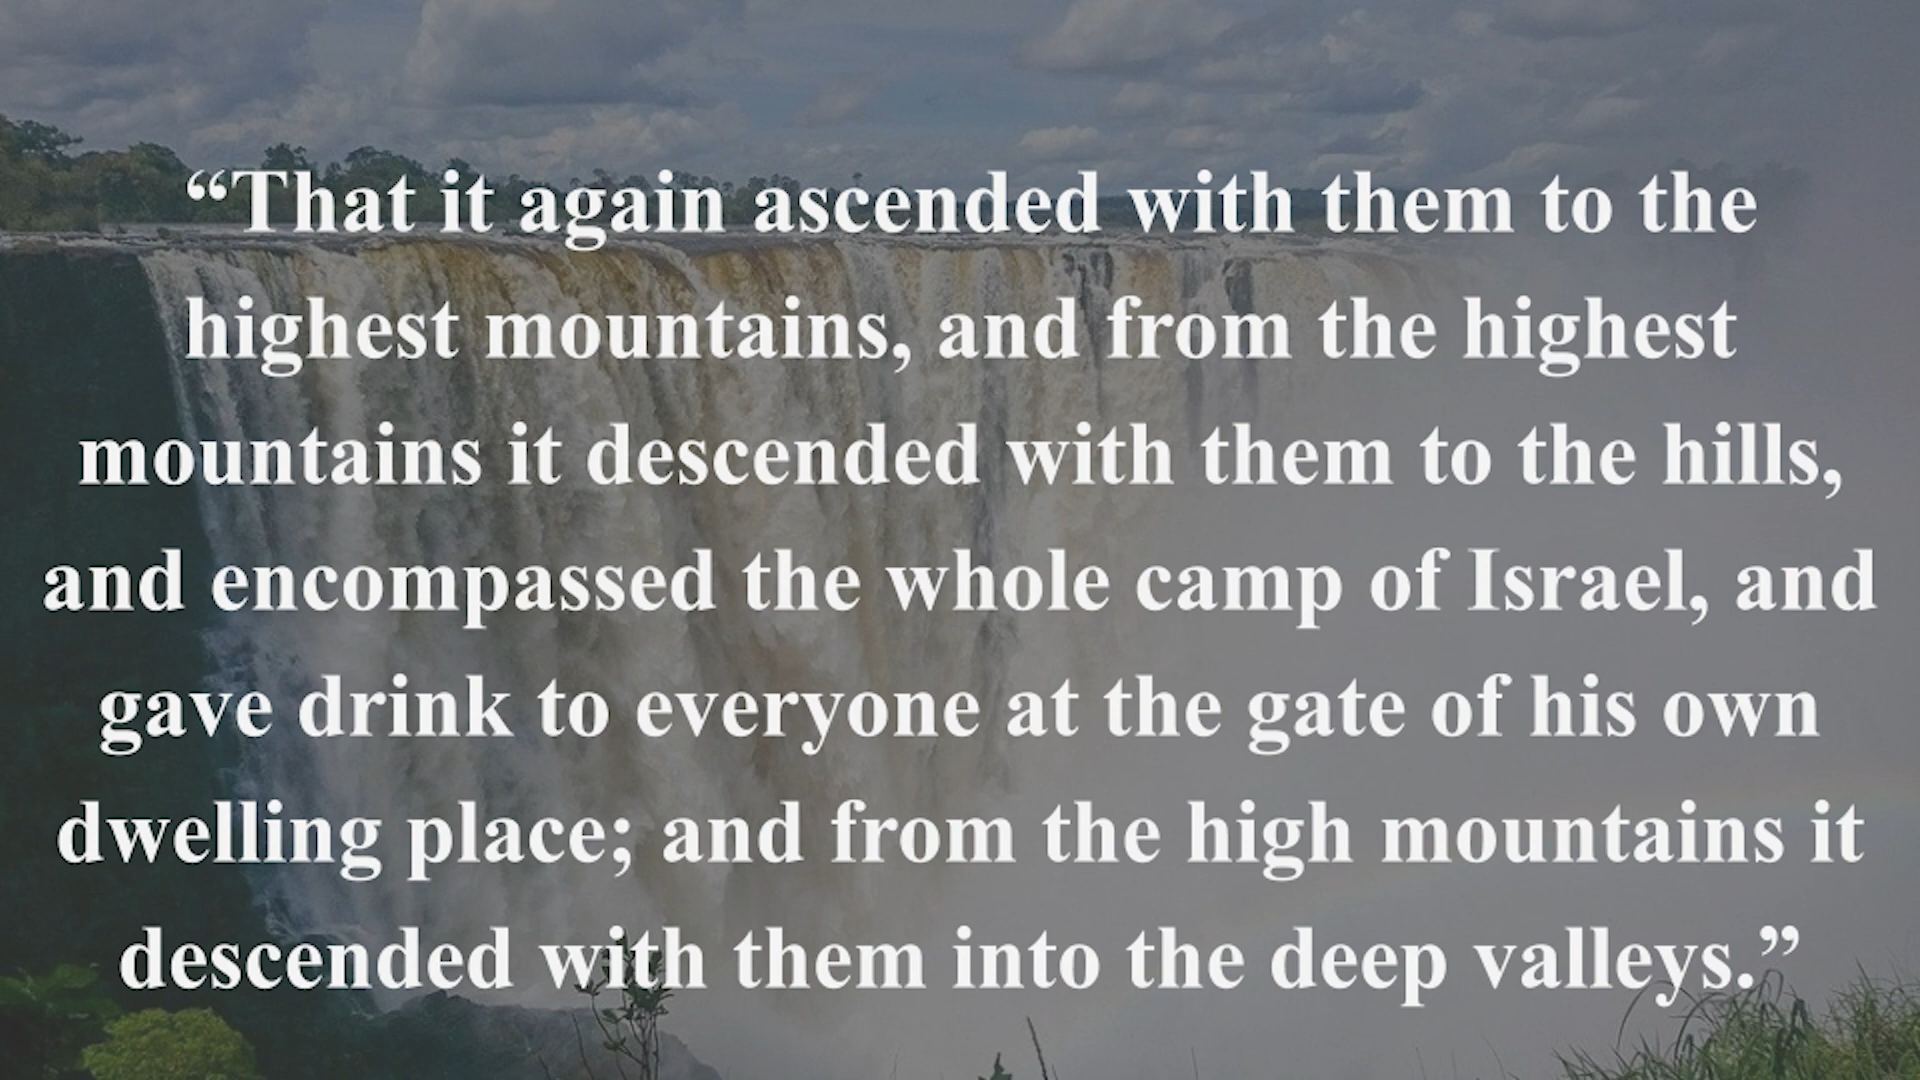 “That it again ascended with them to the
highest mountains, and from the highest
mountains it descended with them to the hills,
and encompassed the whole camp of Israel, and
gave drink to everyone at the gate of his own
dwelling place; and from the high mountains it
descended with them into the deep valleys.”